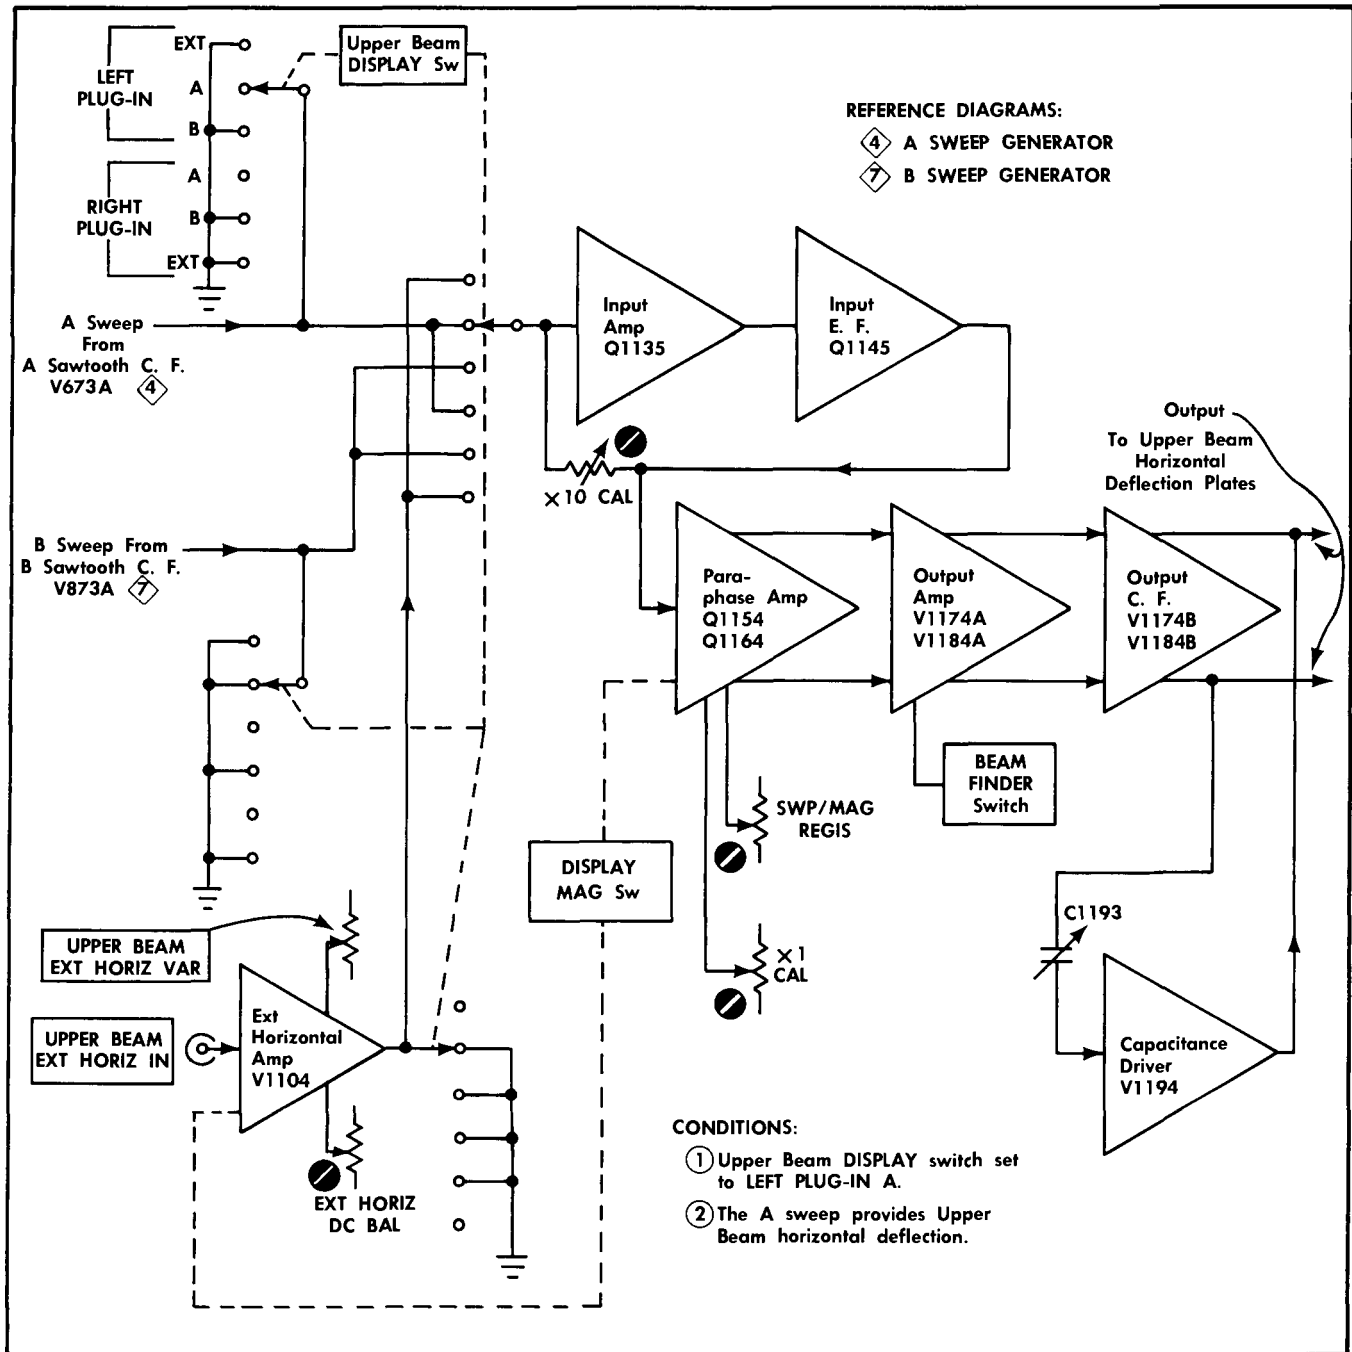 EXT
LEFT
PLUG-IN
A
B
Upper Beam
DISPLAY Sw
RIGHT
PLUG-IN
A
B
EXT
REFERENCE DIAGRAMS:
4 A SWEEP GENERATOR
7 B SWEEP GENERATOR
A Sweep
From
A Sawtooth C. F.
V673A 4
Input
Amp
Q1135
Input
E. F.
Q1145
×10 CAL
Output
To Upper Beam
Horizontal
Deflection Plates
B Sweep From
B Sawtooth C. F.
V873A 7
Para-
phase Amp
Q1154
Q1164
Output
Amp
V1174A
V1184A
Output
C. F.
V1174B
V1184B
BEAM
FINDER
Switch
SWP/MAG
REGIS
DISPLAY
MAG Sw
×1
CAL
C1193
UPPER BEAM
EXT HORIZ VAR
UPPER BEAM
EXT HORIZ IN
Ext
Horizontal
Amp
V1104
EXT HORIZ
DC BAL
Capacitance
Driver
V1194
CONDITIONS:
1 Upper Beam DISPLAY switch set
to LEFT PLUG-IN A.
2 The A sweep provides Upper
Beam horizontal deflection.